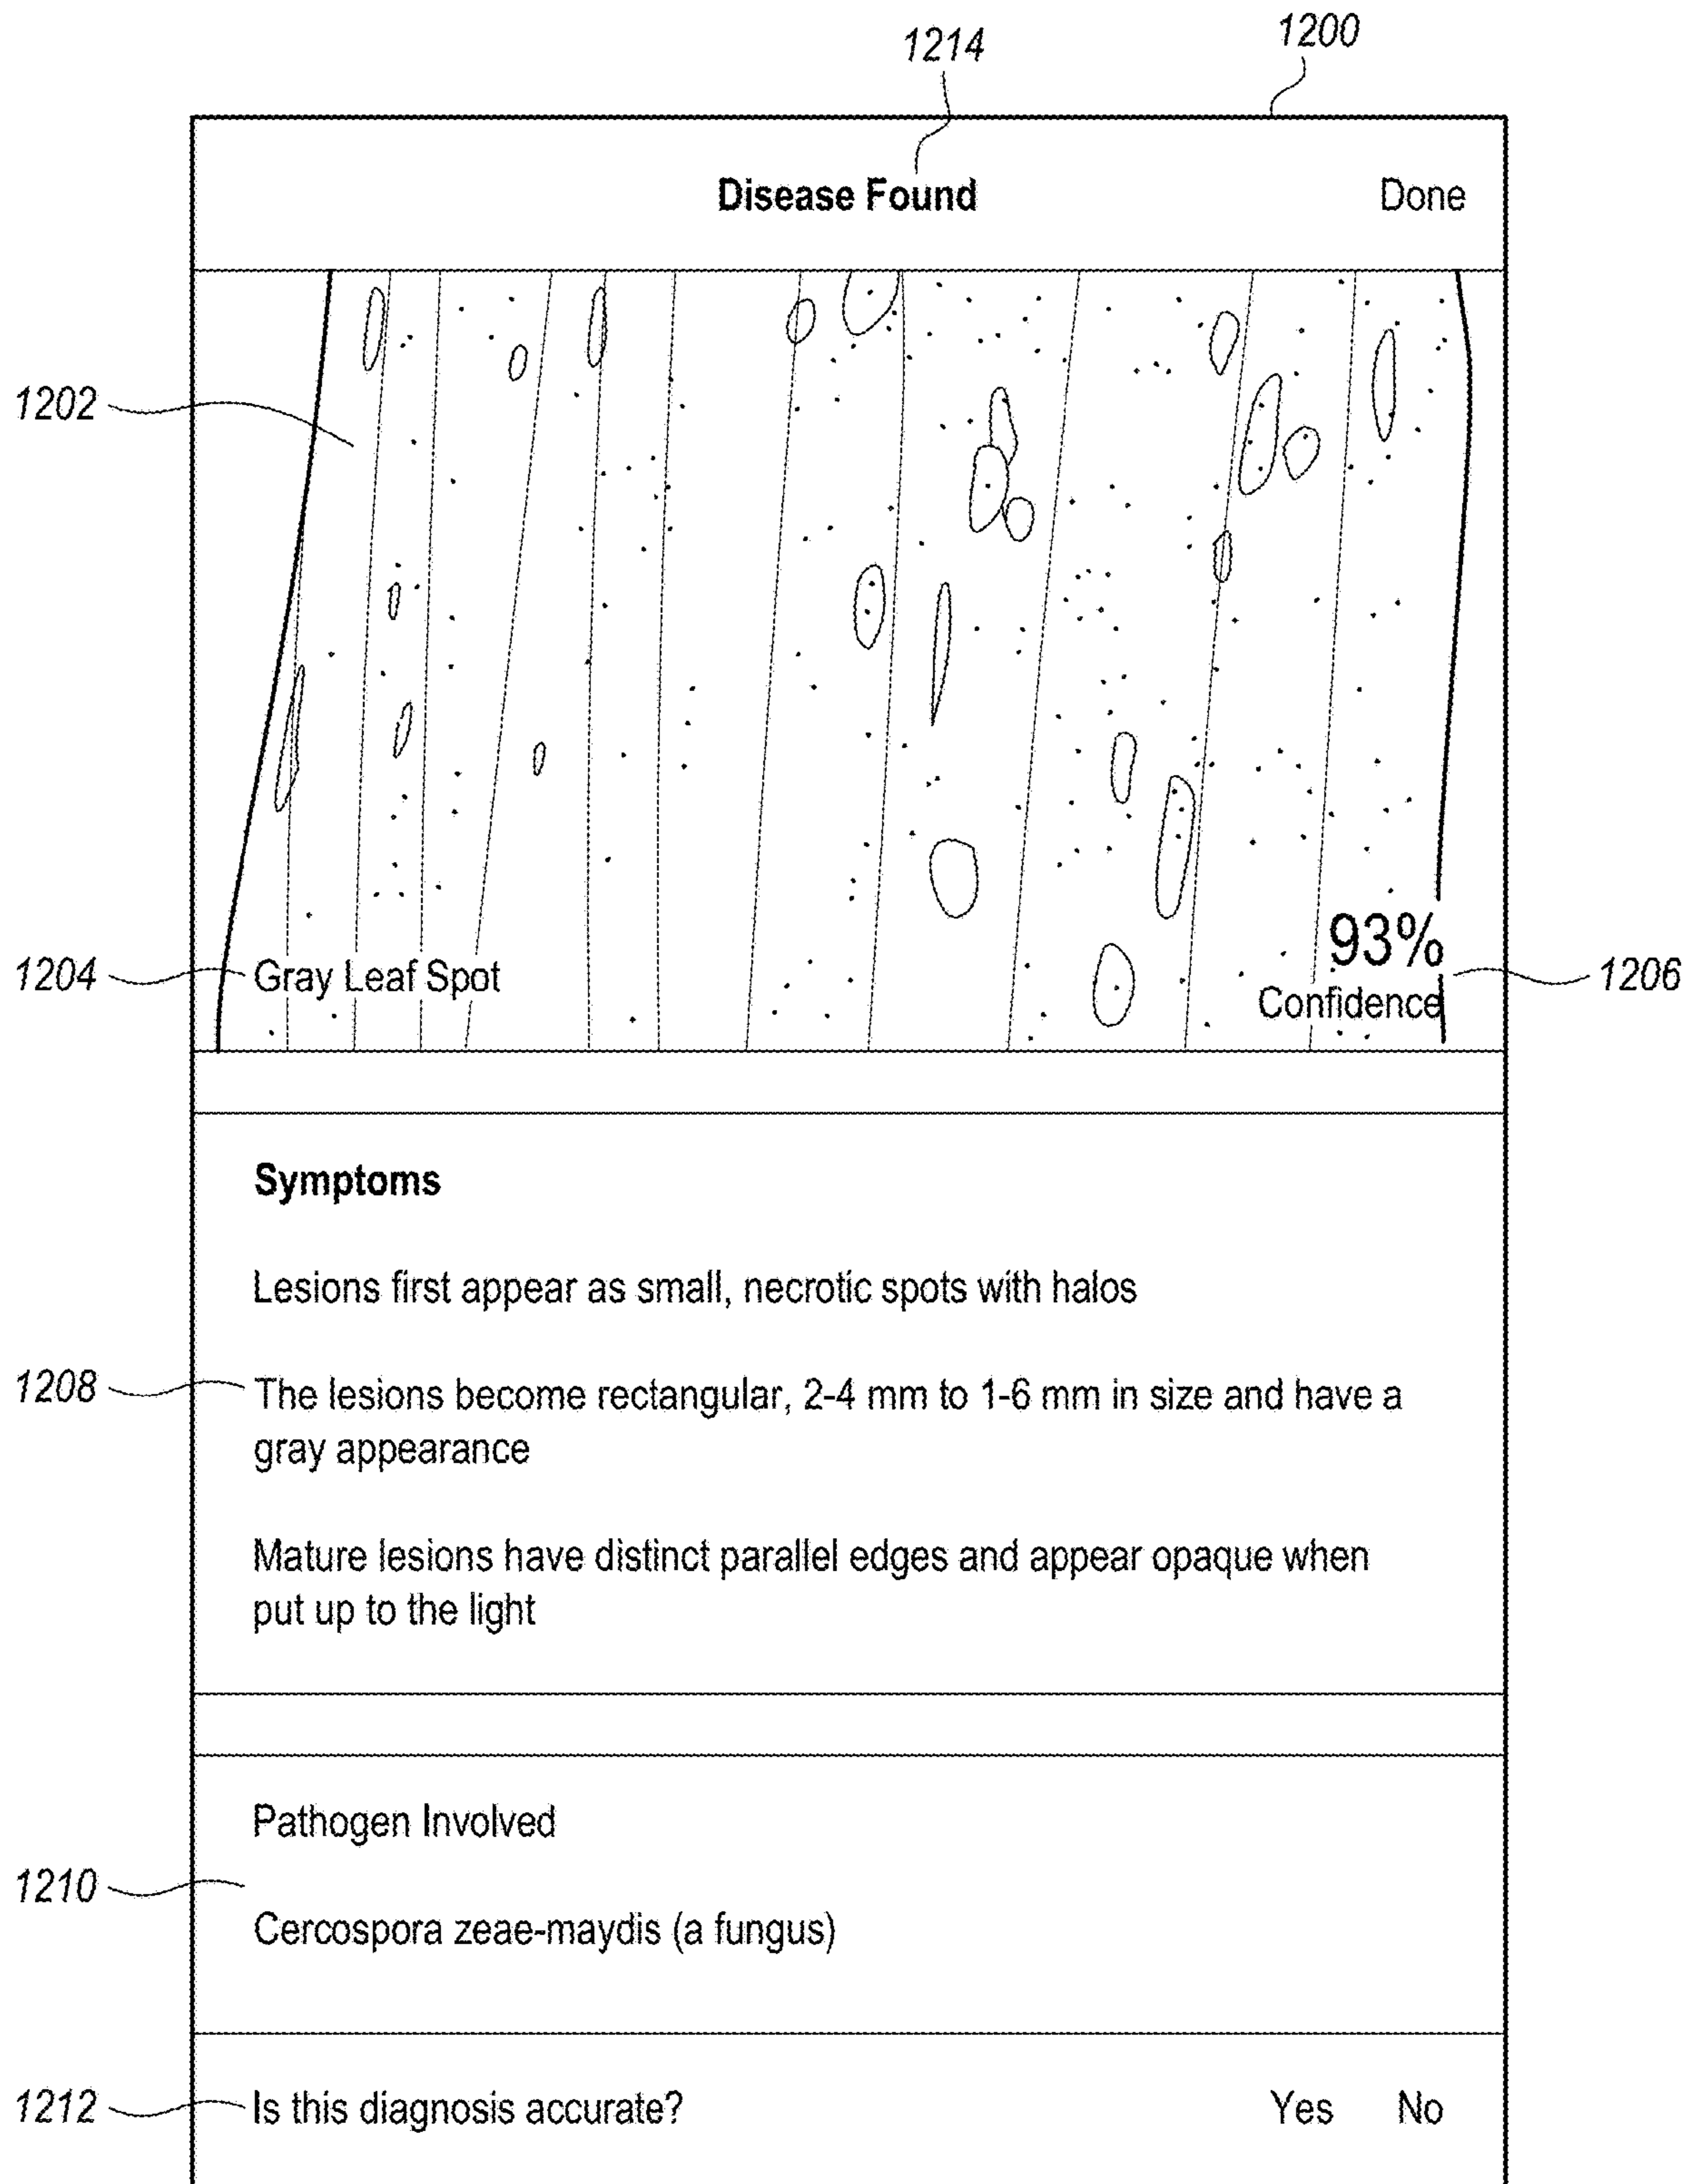 1214
1200
Disease Found
Done
1202
93%
1204
Gray Leaf Spot
Confidence
1206
Symptoms
Lesions first appear as small, necrotic spots with halos
1208
The lesions become rectangular, 2-4 mm to 1-6 mm in size and have a
gray appearance
Mature lesions have distinct parallel edges and appear opaque when
put up to the light
Pathogen Involved
1210
Cercospora zeae-maydis (a fungus)
1212
Is this diagnosis accurate?
Yes
No